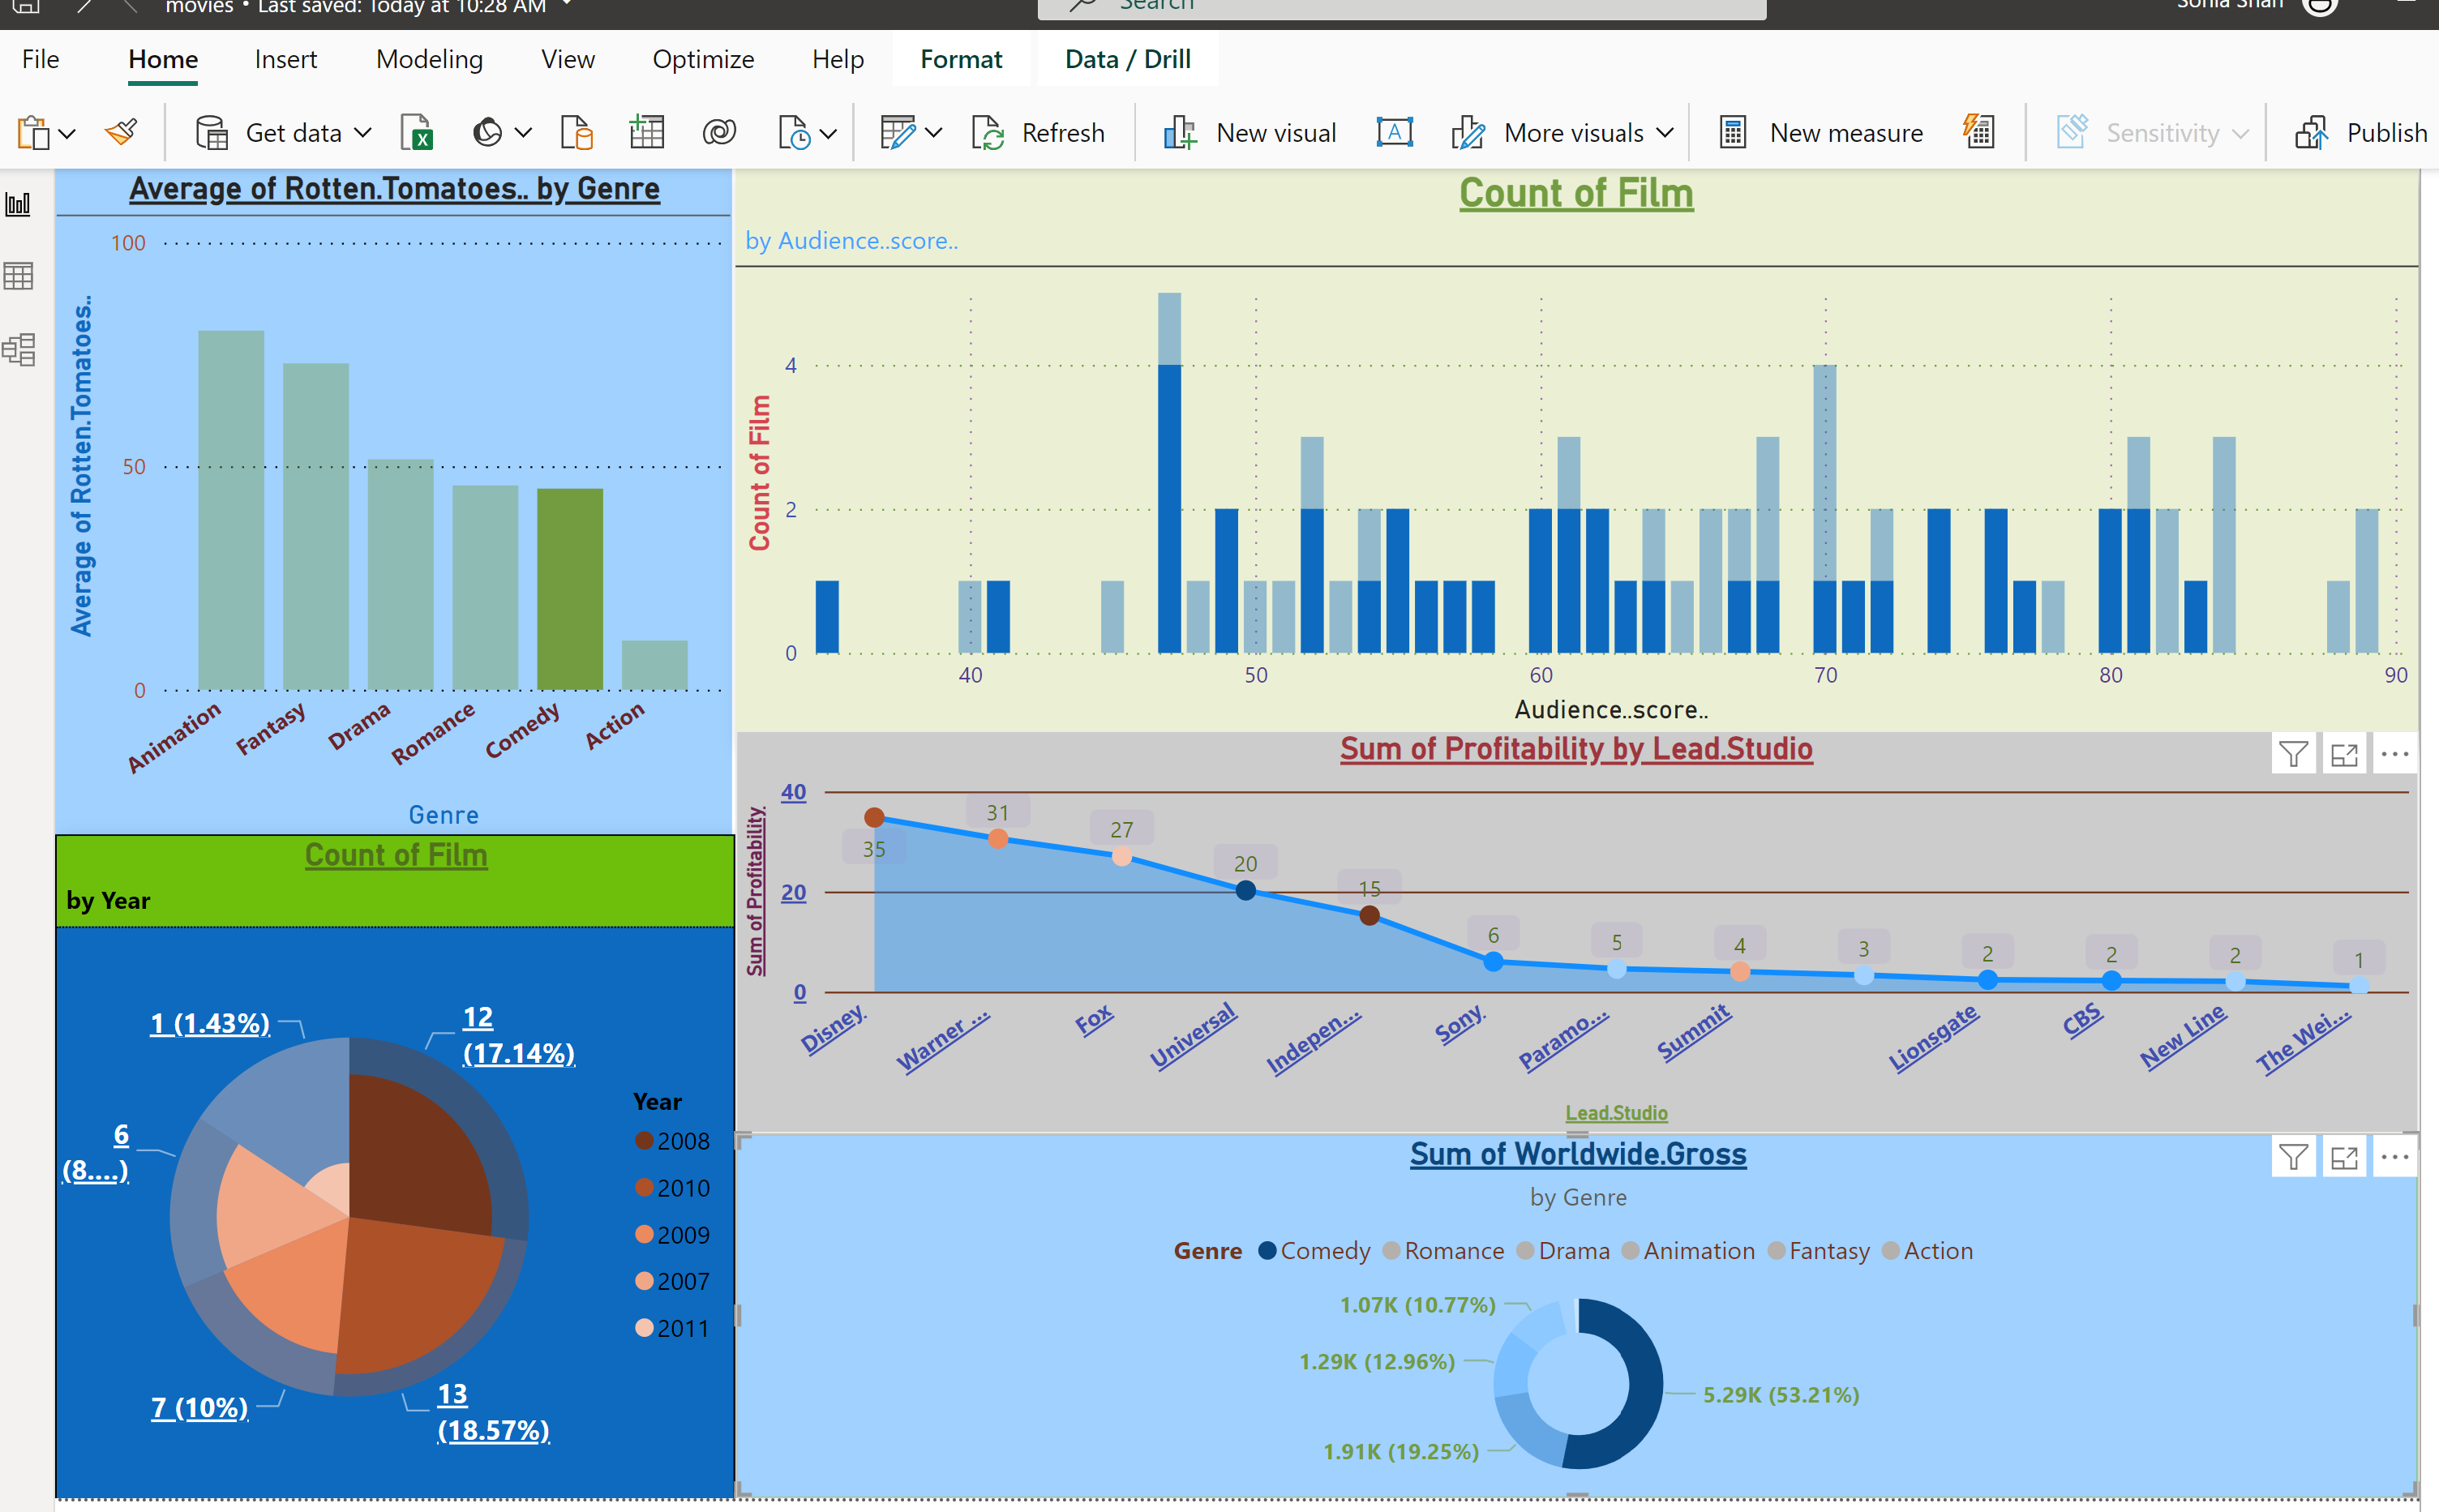 movies • Last saved: Today at 10:28 AM
Search
Sonia Shah
File Home Insert Modeling View Optimize Help Format Data / Drill
Get data Refresh New visual A More visuals New measure Sensitivity Publish
Average of Rotten.Tomatoes.. by Genre
Average of Rotten.Tomatoes..
100
50
0
Animation Fantasy Drama Romance Comedy Action
Genre
Count of Film
by Audience..score..
Count of Film
4
2
0
40 50 60 70 80 90
Audience..score..
Sum of Profitability by Lead.Studio
Sum of Profitability
40
20
0
35 31 27 20 15 6 5 4 3 2 2 2 1
Disney Warner ... Fox Universal Indepen... Sony Paramo... Summit Lionsgate CBS New Line The Wei...
Lead.Studio
Count of Film
by Year
1 (1.43%)
12
(17.14%)
6
(8....)
7 (10%)
13
(18.57%)
Year
2008
2010
2009
2007
2011
Sum of Worldwide.Gross
by Genre
Genre Comedy Romance Drama Animation Fantasy Action
1.07K (10.77%)
1.29K (12.96%)
5.29K (53.21%)
1.91K (19.25%)